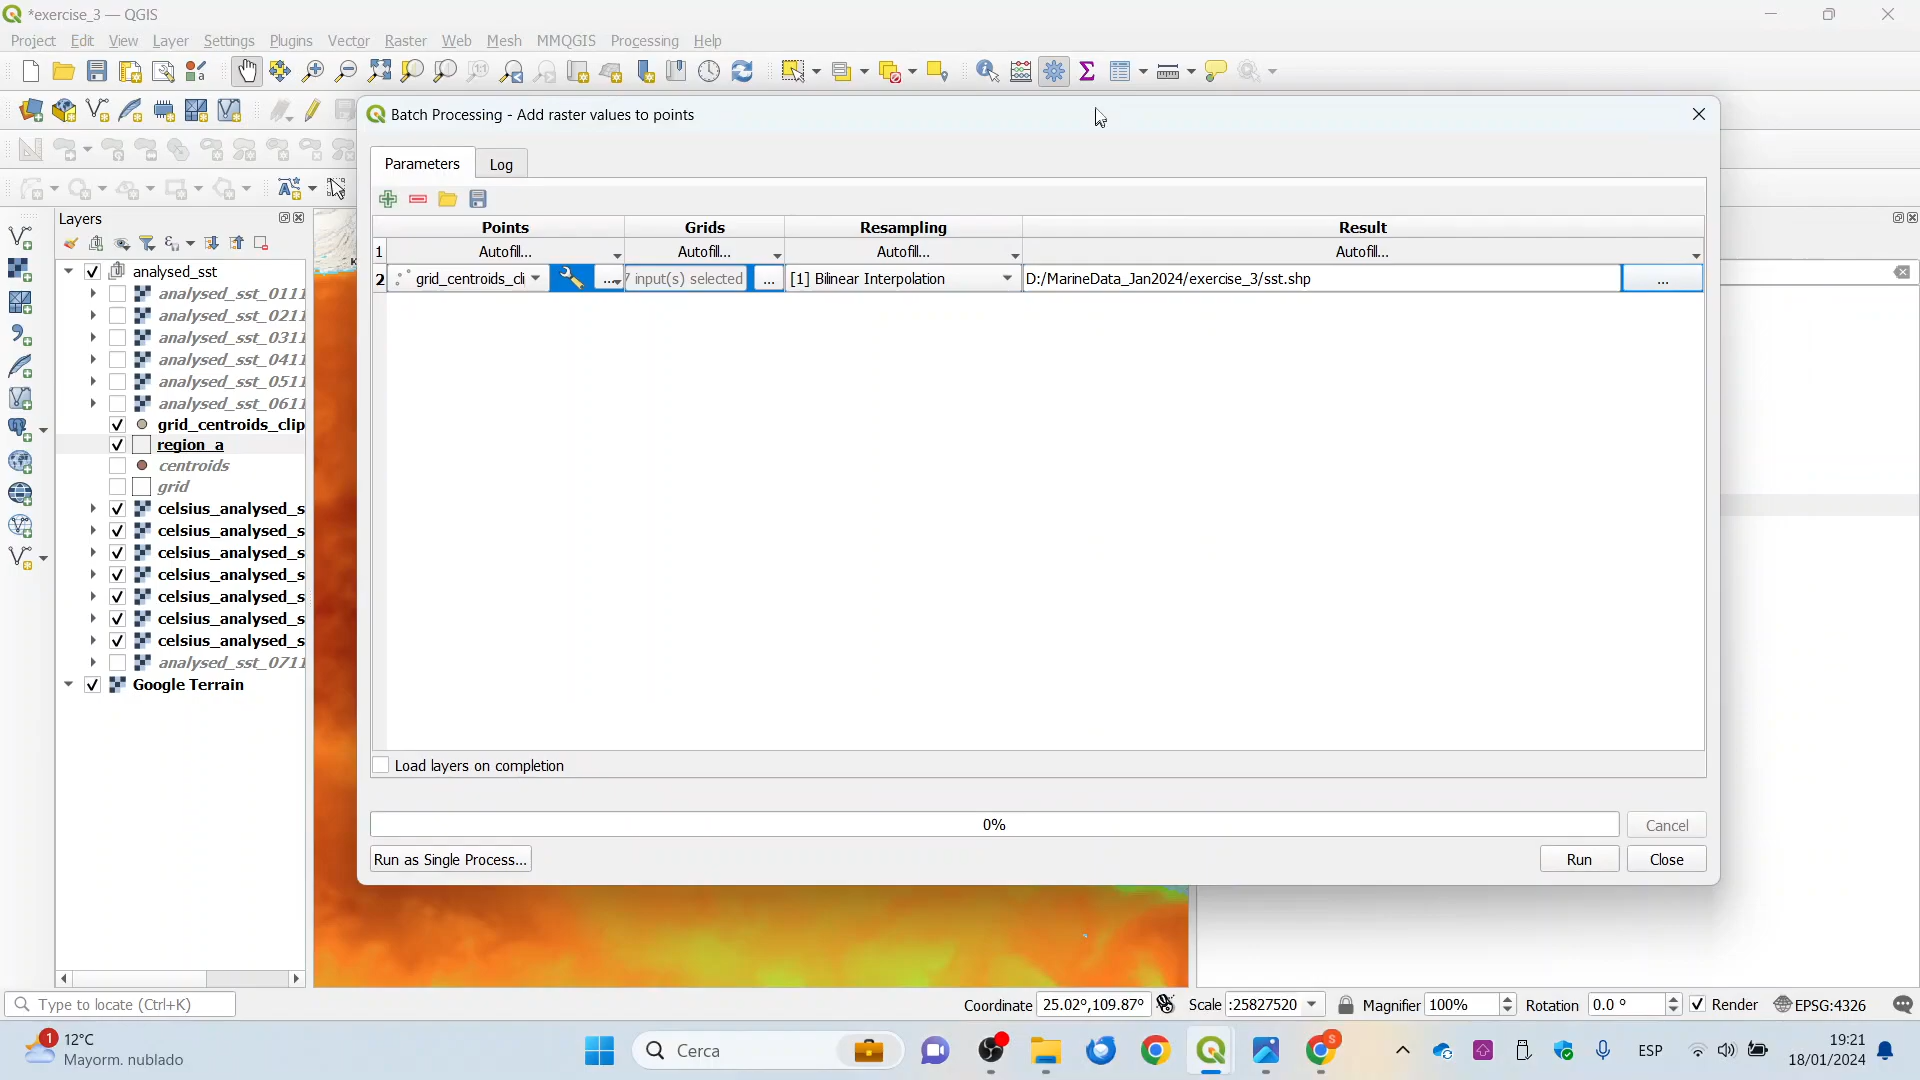 *exercise_3 — QGIS
Project Edit View Layer Settings Plugins Vector Raster Web Mesh MMQGIS Processing Help
Batch Processing - Add raster values to points
Parameters Log
Layers
Points Grids Resampling Result
1 Autofill... Autofill... Autofill... Autofill...
2 grid_centroids_cli ... 7 input(s) selected ... [1] Bilinear Interpolation D:/MarineData_Jan2024/exercise_3/sst.shp ...
analysed_sst
analysed_sst_0111
analysed_sst_0211
analysed_sst_0311
analysed_sst_0411
analysed_sst_0511
analysed_sst_0611
grid_centroids_clip
region_a
centroids
grid
celsius_analysed_s
celsius_analysed_s
celsius_analysed_s
celsius_analysed_s
celsius_analysed_s
celsius_analysed_s
celsius_analysed_s
analysed_sst_0711
Google Terrain
Load layers on completion
0% Cancel
Run as Single Process... Run Close
Type to locate (Ctrl+K) Coordinate 25.02°,109.87° Scale :25827520 Magnifier 100% Rotation 0.0 ° Render EPSG:4326
1 12°C
Mayorm. nublado
Cerca
ESP
19:21
18/01/2024